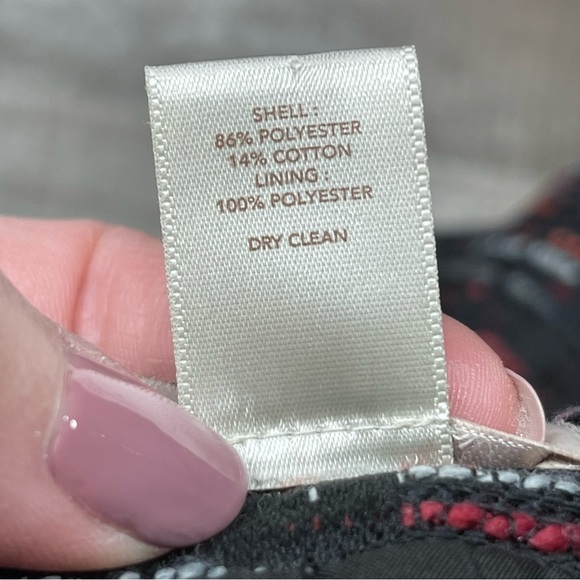 SHELL :
86% POLYESTER
14% COTTON
LINING :
100% POLYESTER
DRY CLEAN